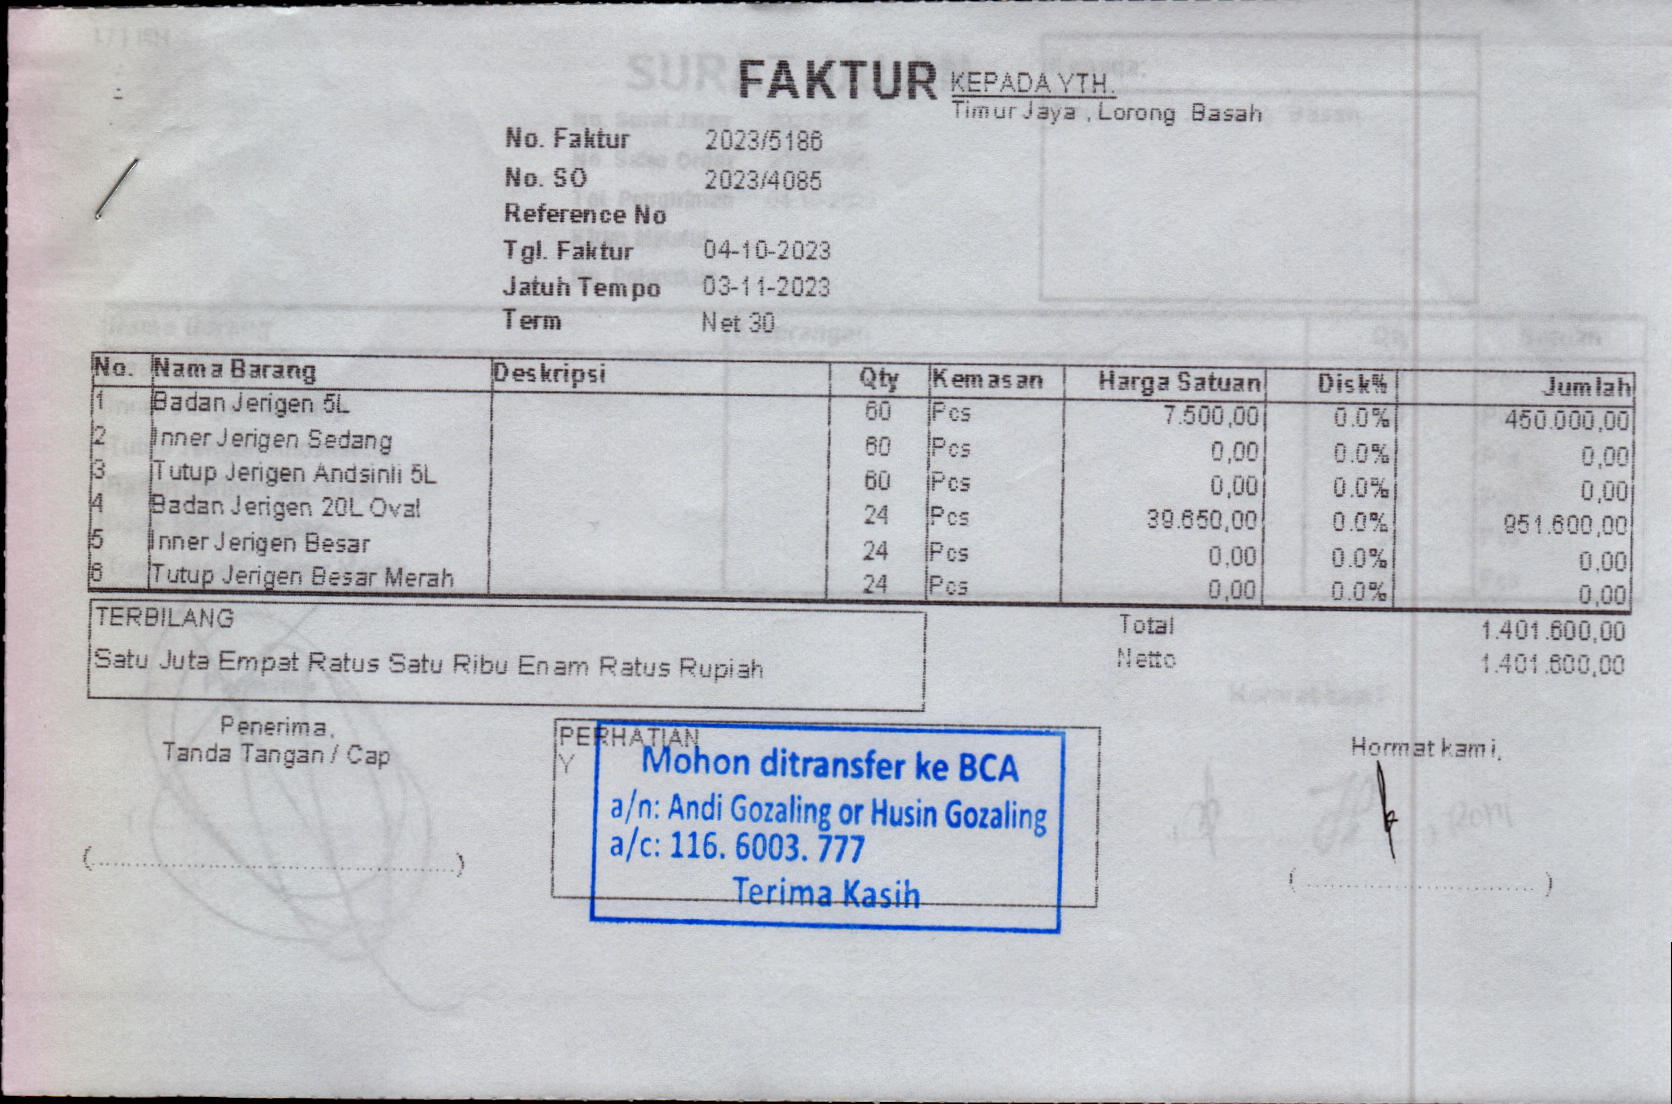 FAKTUR
KEPADA YTH.
Timur Jaya , Lorong Basah
No. Faktur 2023/5186
No. SO 2023/4085
Reference No
Tgl. Faktur 04-10-2023
Jatuh Tempo 03-11-2023
Term Net 30
No. Nama Barang Deskripsi Qty Kemasan Harga Satuan Disk% Jumlah
1 Badan Jerigen 5L 60 Pcs 7.500,00 0.0% 450.000,00
2 Inner Jerigen Sedang 60 Pcs 0,00 0.0% 0,00
3 Tutup Jerigen Andsinli 5L 60 Pcs 0,00 0.0% 0,00
4 Badan Jerigen 20L Oval 24 Pcs 39.650,00 0.0% 951.600,00
5 Inner Jerigen Besar 24 Pcs 0,00 0.0% 0,00
6 Tutup Jerigen Besar Merah 24 Pcs 0,00 0.0% 0,00
TERBILANG
Satu Juta Empat Ratus Satu Ribu Enam Ratus Rupiah
Total 1.401.600,00
Netto 1.401.600,00
Penerima,
Tanda Tangan / Cap
PERHATIAN
Y
Mohon ditransfer ke BCA
a/n: Andi Gozaling or Husin Gozaling
a/c: 116. 6003. 777
Terima Kasih
Hormat kami,
(..............................)
(..............................)